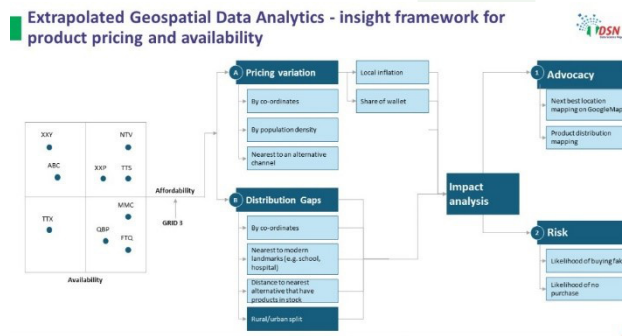 Extrapolated Geospatial Data Analytics - insight framework for
product pricing and availability
DSN
XXY
NTV
ABC
XXP
TTS
TTX
MMC
QBP
FTQ
Availability
Affordability
GRID 3
A
Pricing variation
By co-ordinates
By population density
Nearest to an alternative
channel
Local inflation
Share of wallet
B
Distribution Gaps
By co-ordinates
Nearest to modern
landmarks (e.g. school,
hospital)
Distance to nearest
alternative that have
products in stock
Rural/urban split
Impact
analysis
1
Advocacy
Next best location
mapping on GoogleMap
Product distribution
mapping
2
Risk
Likelihood of buying fak
Likelihood of no
purchase